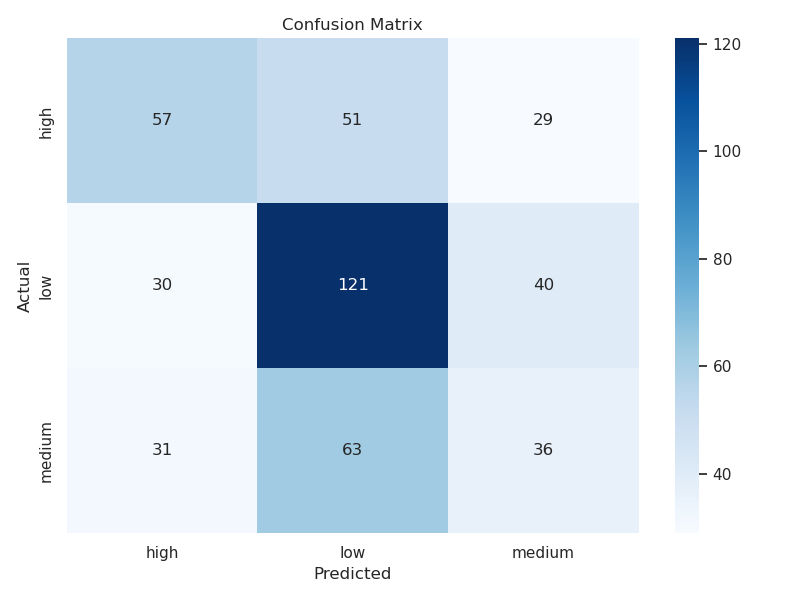 Confusion Matrix
Actual
high
57 51 29
low
30 121 40
medium
31 63 36
high low medium
Predicted
120
100
80
60
40